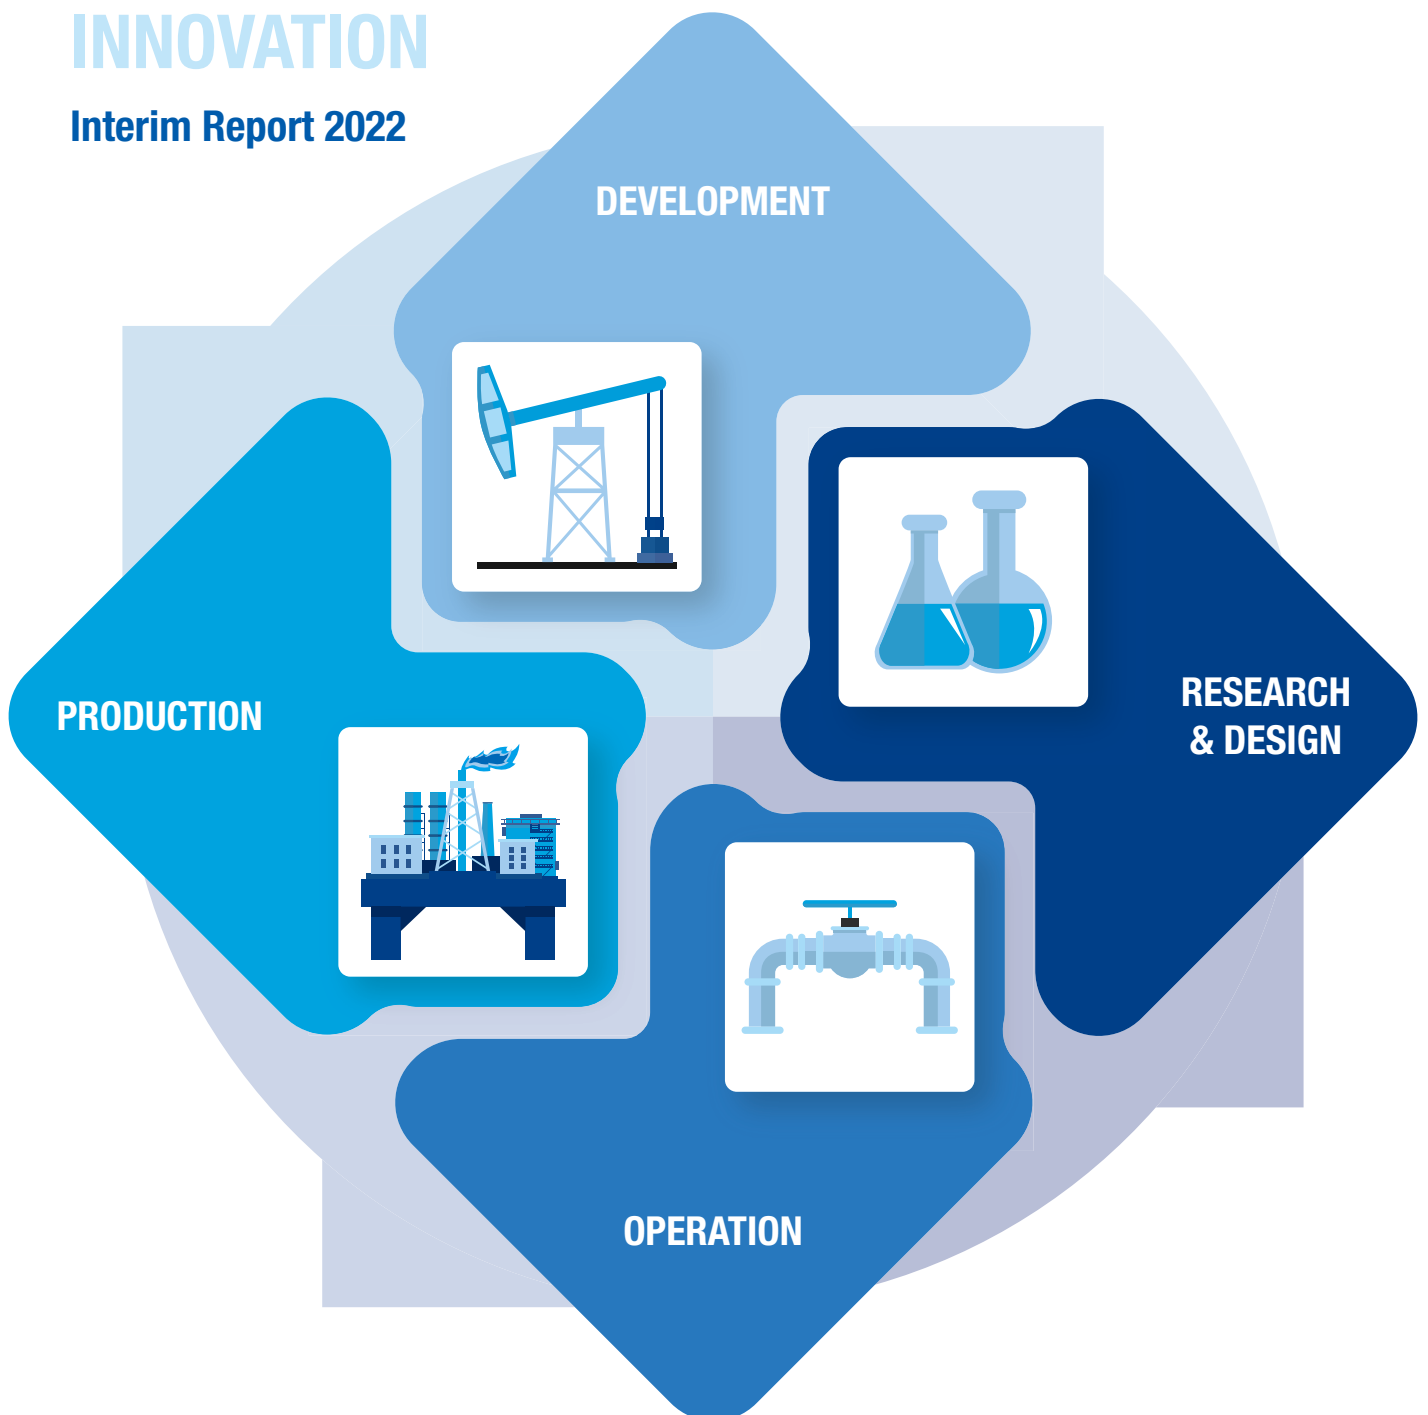 INNOVATION
Interim Report 2022
DEVELOPMENT
RESEARCH
& DESIGN
PRODUCTION
OPERATION